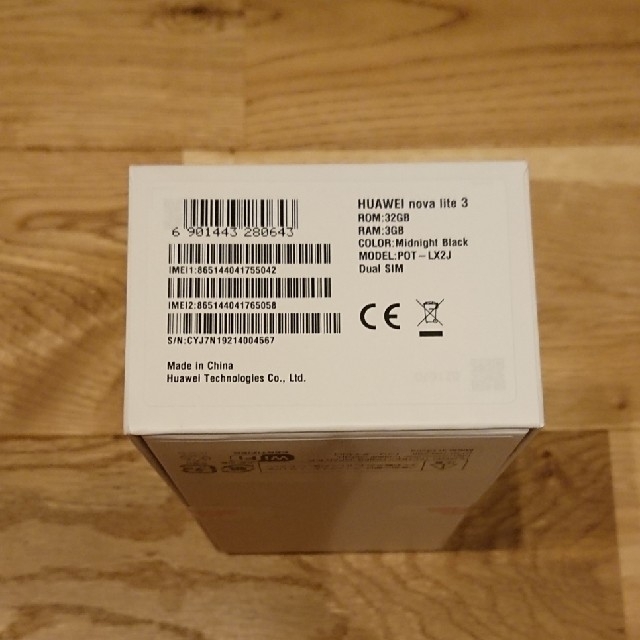 6 901443 280643
IMEI1:865144041755042
IMEI2:865144041765058
S/N:CYJ7N19214004567
Made in China
Huawei Technologies Co., Ltd.
HUAWEI nova lite 3
ROM:32GB
RAM:3GB
COLOR:Midnight Black
MODEL:POT-LX2J
Dual SIM
CE